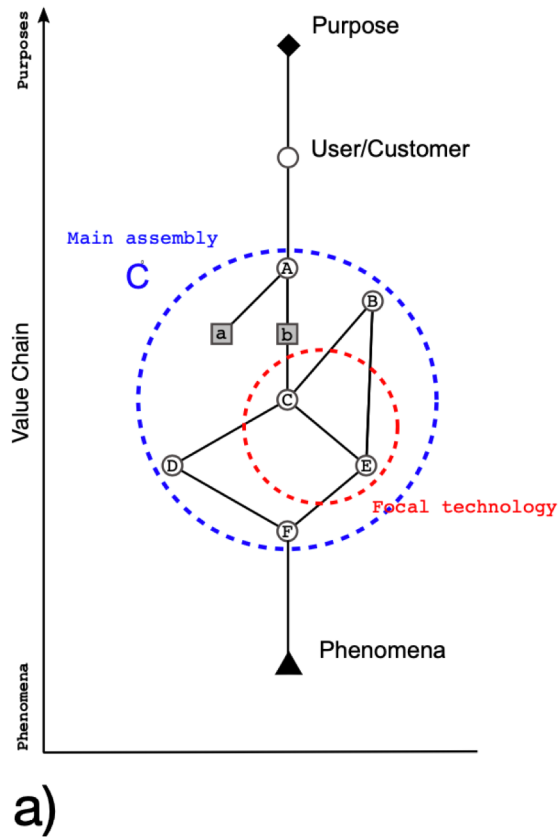 Purposes
Purpose
User/Customer
Main assembly
C
A
B
a
b
Value Chain
C
D
E
Focal technology
F
Phenomena
Phenomena
a)